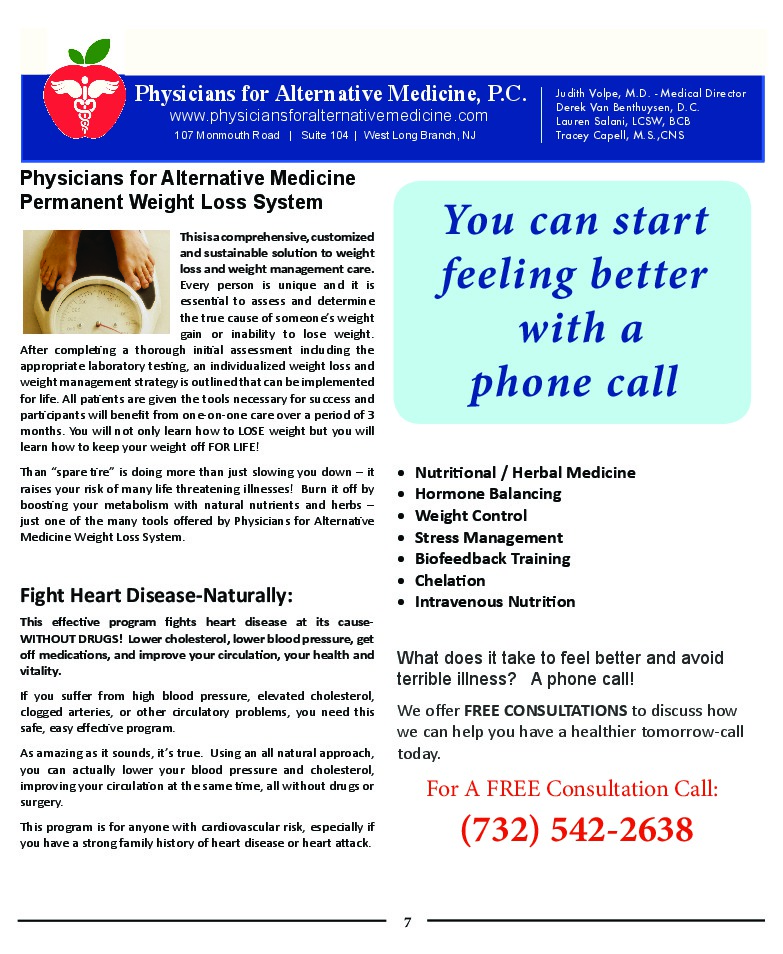 Physicians for Alternative Medicine, P.C.
www.physiciansforalternativemedicine.com
107 Monmouth Road | Suite 104 | West Long Branch, NJ
Judith Volpe, M.D. - Medical Director
Derek Van Benthuysen, D.C.
Lauren Salani, LCSW, BCB
Tracey Capell, M.S.,CNS
Physicians for Alternative Medicine
Permanent Weight Loss System
This is a comprehensive, customized
and sustainable solution to weight
loss and weight management care.
Every person is unique and it is
essential to assess and determine
the true cause of someone's weight
gain or inability to lose weight.
After completing a thorough initial assessment including the
appropriate laboratory testing, an individualized weight loss and
weight management strategy is outlined that can be implemented
for life. All patients are given the tools necessary for success and
participants will benefit from one-on-one care over a period of 3
months. You will not only learn how to LOSE weight but you will
learn how to keep your weight off FOR LIFE!
Than “spare tire” is doing more than just slowing you down – it
raises your risk of many life threatening illnesses! Burn it off by
boosting your metabolism with natural nutrients and herbs –
just one of the many tools offered by Physicians for Alternative
Medicine Weight Loss System.
Fight Heart Disease-Naturally:
This effective program fights heart disease at its cause-
WITHOUT DRUGS! Lower cholesterol, lower blood pressure, get
off medications, and improve your circulation, your health and
vitality.
If you suffer from high blood pressure, elevated cholesterol,
clogged arteries, or other circulatory problems, you need this
safe, easy effective program.
As amazing as it sounds, it's true. Using an all natural approach,
you can actually lower your blood pressure and cholesterol,
improving your circulation at the same time, all without drugs or
surgery.
This program is for anyone with cardiovascular risk, especially if
you have a strong family history of heart disease or heart attack.
You can start
feeling better
with a
phone call
• Nutritional / Herbal Medicine
• Hormone Balancing
• Weight Control
• Stress Management
• Biofeedback Training
• Chelation
• Intravenous Nutrition
What does it take to feel better and avoid
terrible illness? A phone call!
We offer FREE CONSULTATIONS to discuss how
we can help you have a healthier tomorrow-call
today.
For A FREE Consultation Call:
(732) 542-2638
7